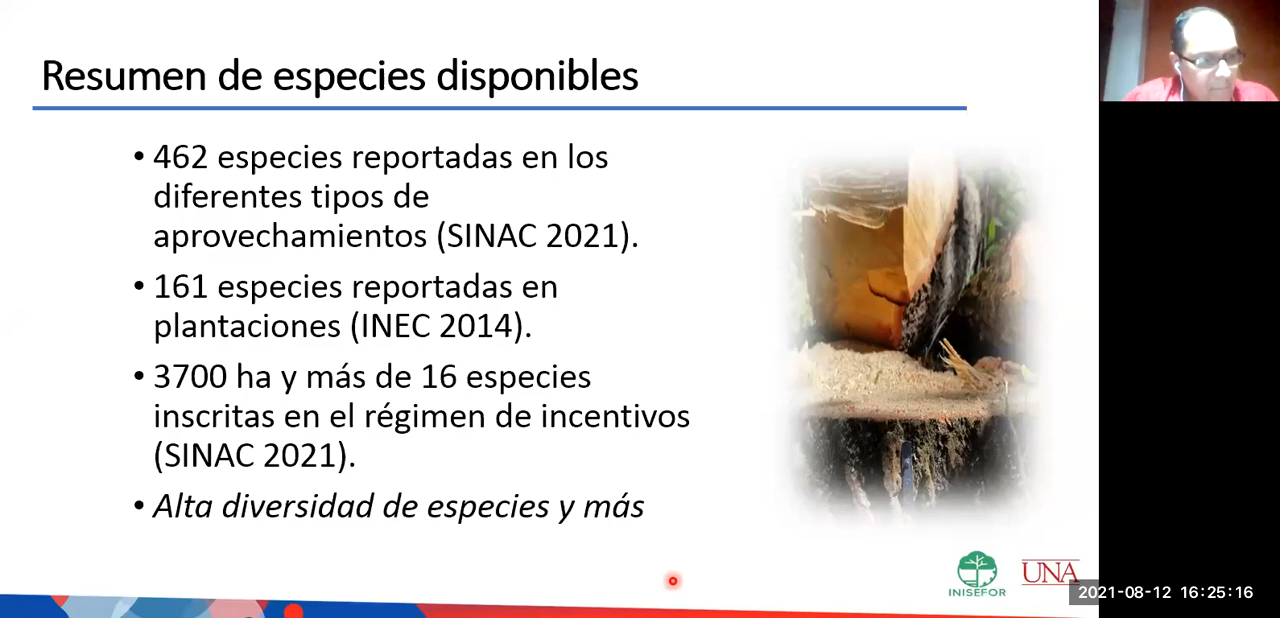 Resumen de especies disponibles
• 462 especies reportadas en los
diferentes tipos de
aprovechamientos (SINAC 2021).
• 161 especies reportadas en
plantaciones (INEC 2014).
• 3700 ha y más de 16 especies
inscritas en el régimen de incentivos
(SINAC 2021).
• Alta diversidad de especies y más
INISEFOR
UNA
2021-08-12 16:25:16